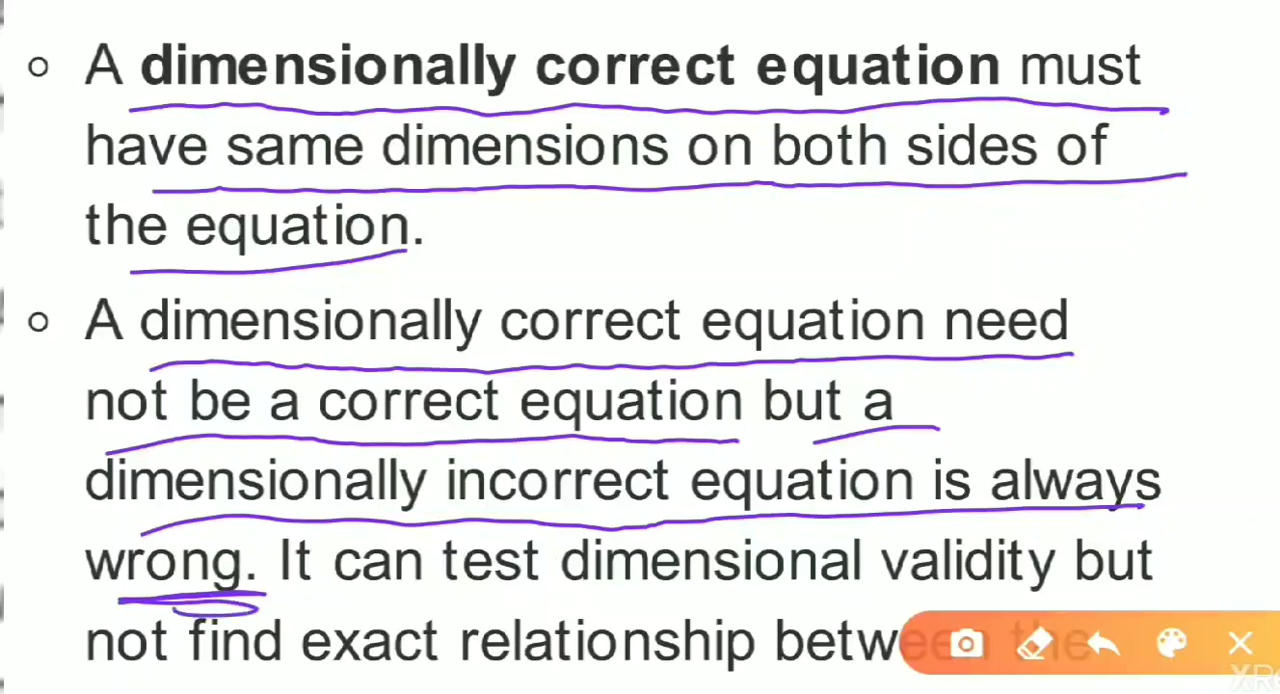 A dimensionally correct equation must
have same dimensions on both sides of
the equation.
A dimensionally correct equation need
not be a correct equation but a
dimensionally incorrect equation is always
wrong. It can test dimensional validity but
not find exact relationship between the